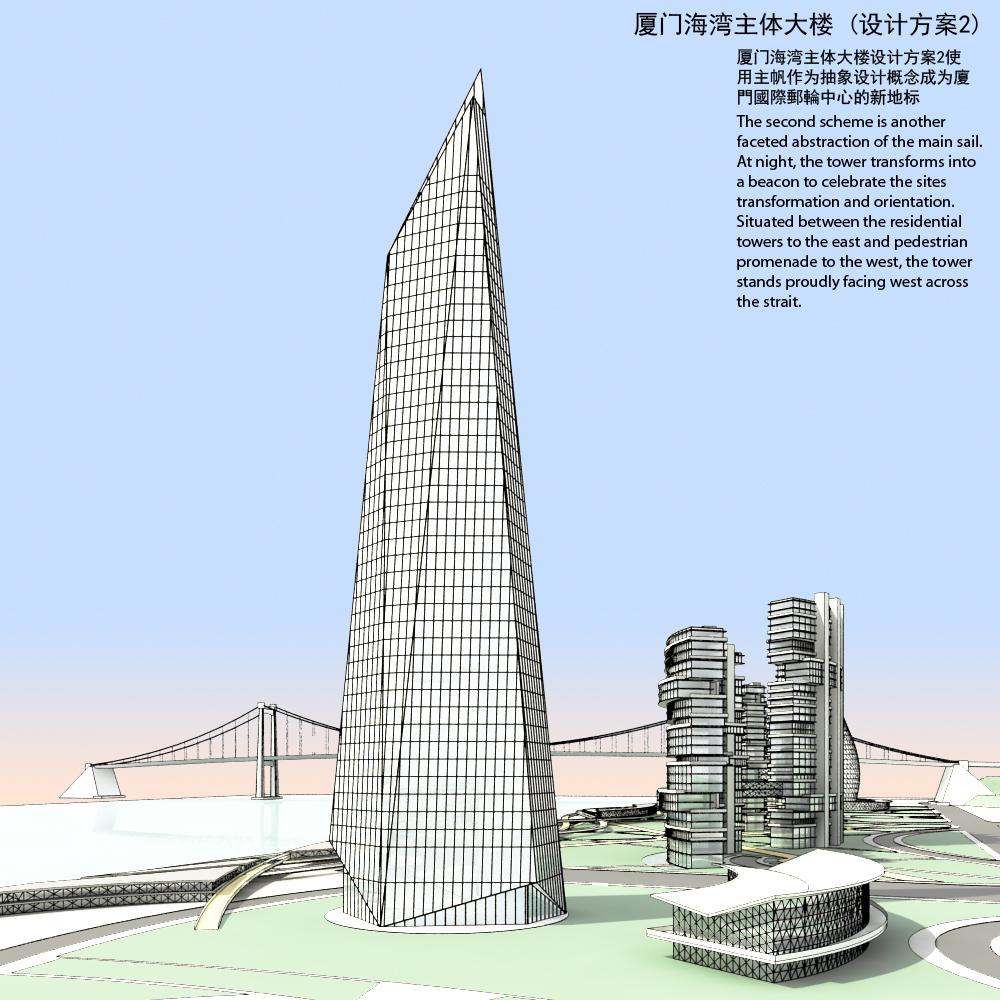 厦门海湾主体大楼 (设计方案2)
厦门海湾主体大楼设计方案2使
用主帆作为抽象设计概念成为廈
門國際郵輪中心的新地标
The second scheme is another
faceted abstraction of the main sail.
At night, the tower transforms into
a beacon to celebrate the sites
transformation and orientation.
Situated between the residential
towers to the east and pedestrian
promenade to the west, the tower
stands proudly facing west across
the strait.